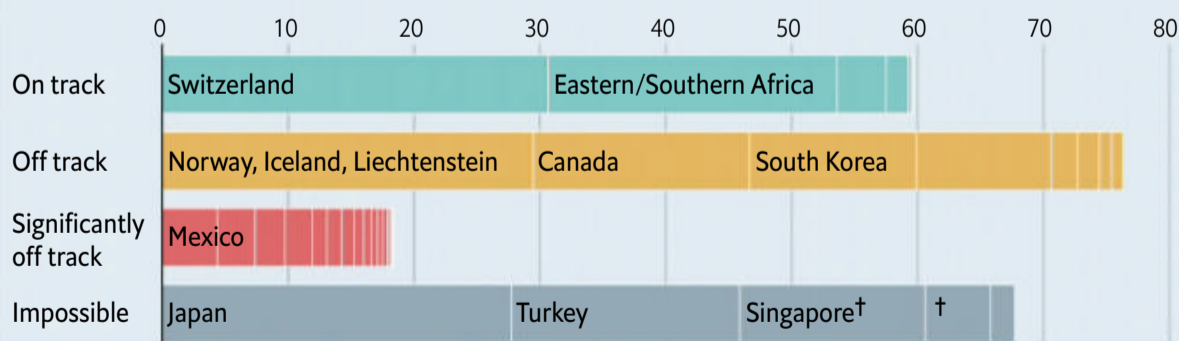 0 10 20 30 40 50 60 70 80
On track Switzerland Eastern/Southern Africa
Off track Norway, Iceland, Liechtenstein Canada South Korea
Significantly
off track Mexico
Impossible Japan Turkey Singapore† †